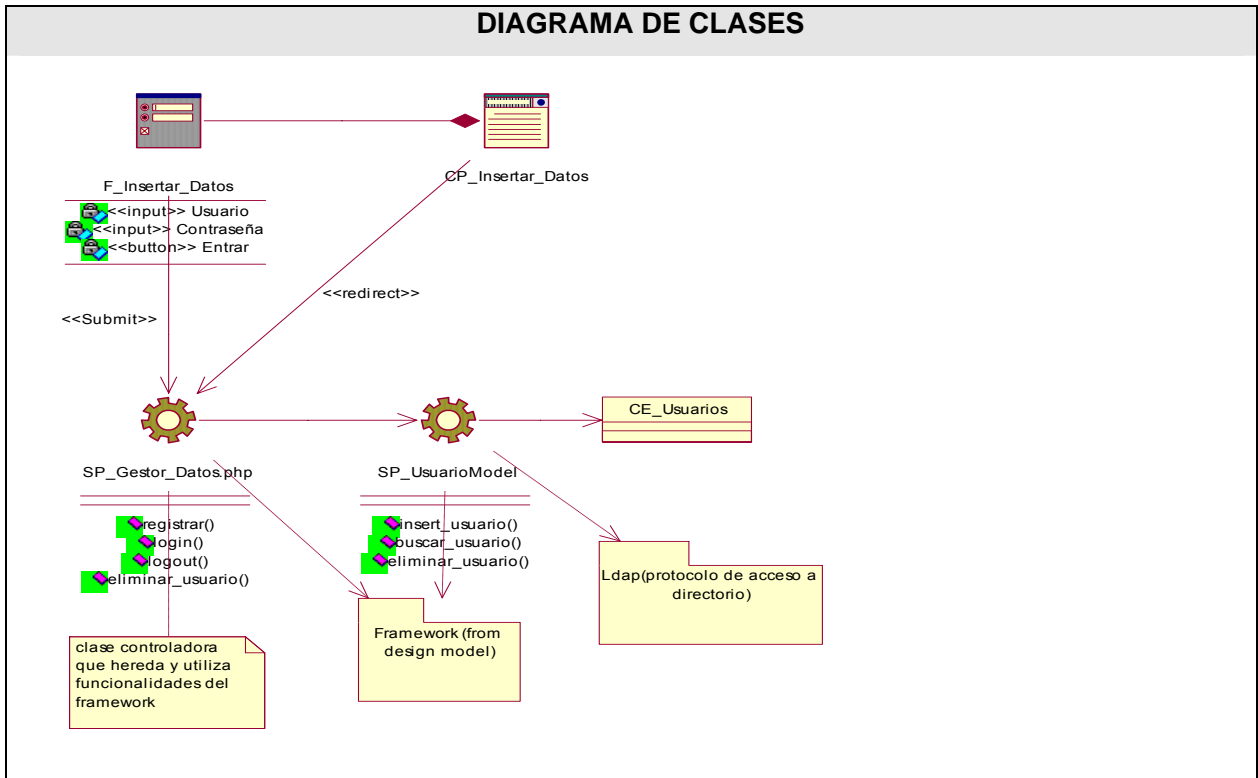 DIAGRAMA DE CLASES
F_Insertar_Datos
<<input>> Usuario
<<input>> Contraseña
<<button>> Entrar
CP_Insertar_Datos
<<redirect>>
<<Submit>>
CE_Usuarios
SP_Gestor_Datos.php
registrar()
login()
logout()
eliminar_usuario()
SP_UsuarioModel
insert_usuario()
buscar_usuario()
eliminar_usuario()
Ldap(protocolo de acceso a
directorio)
Framework (from
design model)
clase controladora
que hereda y utiliza
funcionalidades del
framework